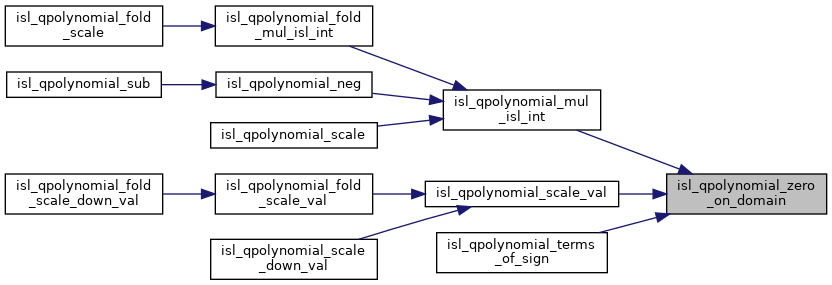 isl_qpolynomial_fold
_scale
isl_qpolynomial_fold
_mul_isl_int
isl_qpolynomial_sub
isl_qpolynomial_neg
isl_qpolynomial_mul
_isl_int
isl_qpolynomial_scale
isl_qpolynomial_fold
_scale_down_val
isl_qpolynomial_fold
_scale_val
isl_qpolynomial_scale_val
isl_qpolynomial_zero
_on_domain
isl_qpolynomial_scale
_down_val
isl_qpolynomial_terms
_of_sign